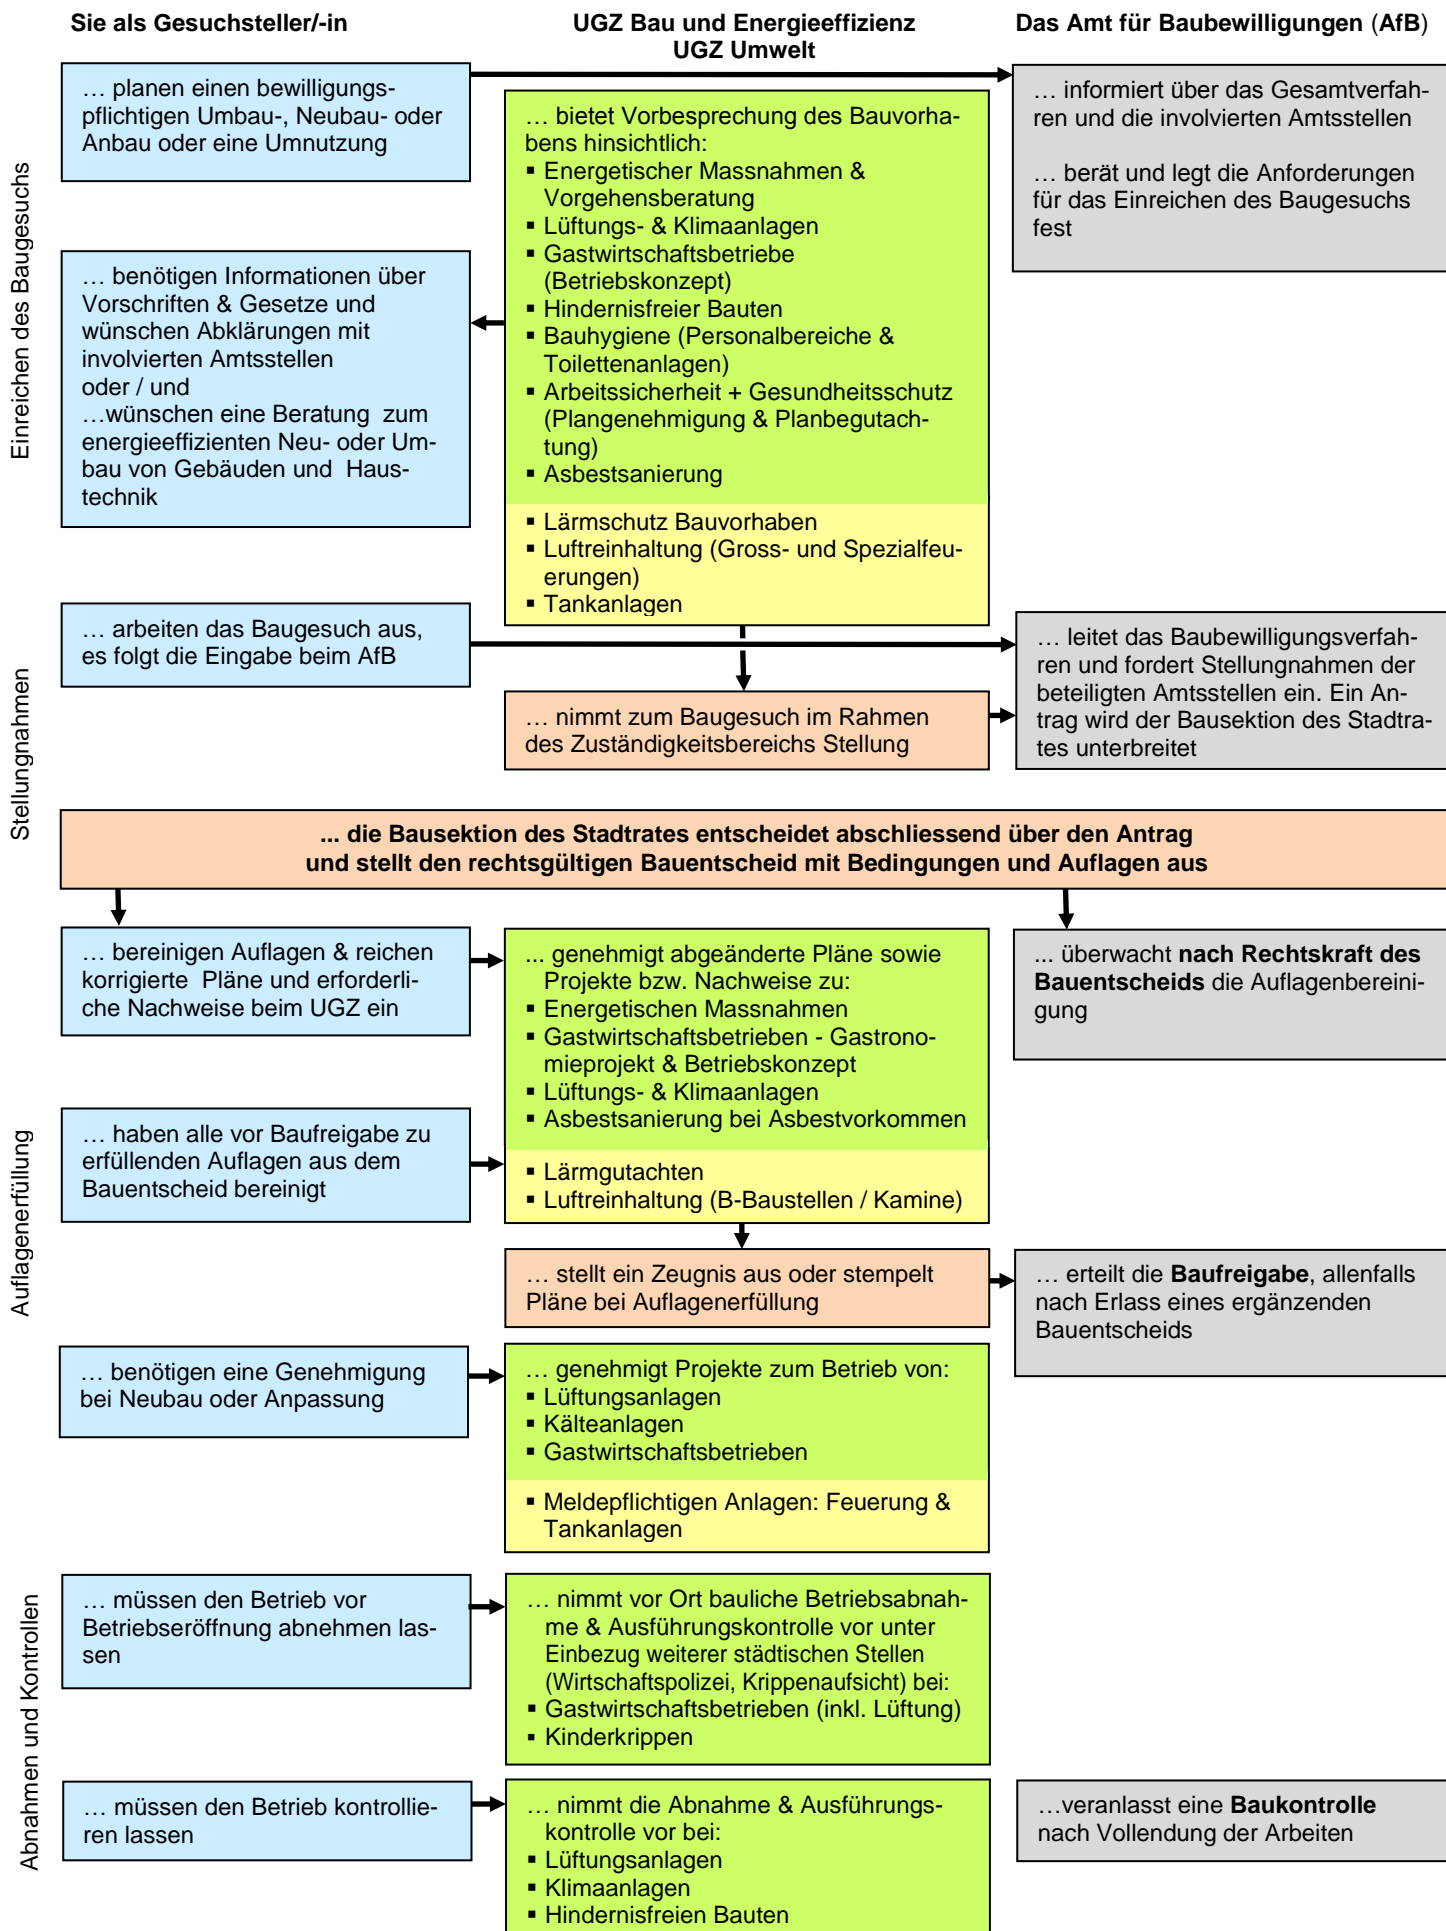 Sie als Gesuchsteller/-in
UGZ Bau und Energieeffizienz
UGZ Umwelt
Das Amt für Baubewilligungen (AfB)
Einreichen des Baugesuchs
… planen einen bewilligungs-
pflichtigen Umbau-, Neubau- oder
Anbau oder eine Umnutzung
… bietet Vorbesprechung des Bauvorha-
bens hinsichtlich:
▪ Energetischer Massnahmen &
Vorgehensberatung
▪ Lüftungs- & Klimaanlagen
▪ Gastwirtschaftsbetriebe
(Betriebskonzept)
▪ Hindernisfreier Bauten
▪ Bauhygiene (Personalbereiche &
Toilettenanlagen)
▪ Arbeitssicherheit + Gesundheitsschutz
(Plangenehmigung & Planbegutach-
tung)
▪ Asbestsanierung
▪ Lärmschutz Bauvorhaben
▪ Luftreinhaltung (Gross- und Spezialfeu-
erungen)
▪ Tankanlagen
… informiert über das Gesamtverfah-
ren und die involvierten Amtsstellen
… berät und legt die Anforderungen
für das Einreichen des Baugesuchs
fest
… benötigen Informationen über
Vorschriften & Gesetze und
wünschen Abklärungen mit
involvierten Amtsstellen
oder / und
…wünschen eine Beratung zum
energieeffizienten Neu- oder Um-
bau von Gebäuden und Haus-
technik
Stellungnahmen
… arbeiten das Baugesuch aus,
es folgt die Eingabe beim AfB
… nimmt zum Baugesuch im Rahmen
des Zuständigkeitsbereichs Stellung
… leitet das Baubewilligungsverfah-
ren und fordert Stellungnahmen der
beteiligten Amtsstellen ein. Ein An-
trag wird der Bausektion des Stadtra-
tes unterbreitet
... die Bausektion des Stadtrates entscheidet abschliessend über den Antrag
und stellt den rechtsgültigen Bauentscheid mit Bedingungen und Auflagen aus
Auflagenerfüllung
… bereinigen Auflagen & reichen
korrigierte Pläne und erforderli-
che Nachweise beim UGZ ein
... genehmigt abgeänderte Pläne sowie
Projekte bzw. Nachweise zu:
▪ Energetischen Massnahmen
▪ Gastwirtschaftsbetrieben - Gastrono-
mieprojekt & Betriebskonzept
▪ Lüftungs- & Klimaanlagen
▪ Asbestsanierung bei Asbestvorkommen
▪ Lärmgutachten
▪ Luftreinhaltung (B-Baustellen / Kamine)
... überwacht nach Rechtskraft des
Bauentscheids die Auflagenbereini-
gung
… haben alle vor Baufreigabe zu
erfüllenden Auflagen aus dem
Bauentscheid bereinigt
… stellt ein Zeugnis aus oder stempelt
Pläne bei Auflagenerfüllung
… erteilt die Baufreigabe, allenfalls
nach Erlass eines ergänzenden
Bauentscheids
… benötigen eine Genehmigung
bei Neubau oder Anpassung
… genehmigt Projekte zum Betrieb von:
▪ Lüftungsanlagen
▪ Kälteanlagen
▪ Gastwirtschaftsbetrieben
▪ Meldepflichtigen Anlagen: Feuerung &
Tankanlagen
Abnahmen und Kontrollen
… müssen den Betrieb vor
Betriebseröffnung abnehmen las-
sen
… nimmt vor Ort bauliche Betriebsabnah-
me & Ausführungskontrolle vor unter
Einbezug weiterer städtischen Stellen
(Wirtschaftspolizei, Krippenaufsicht) bei:
▪ Gastwirtschaftsbetrieben (inkl. Lüftung)
▪ Kinderkrippen
… müssen den Betrieb kontrollie-
ren lassen
… nimmt die Abnahme & Ausführungs-
kontrolle vor bei:
▪ Lüftungsanlagen
▪ Klimaanlagen
▪ Hindernisfreien Bauten
…veranlasst eine Baukontrolle
nach Vollendung der Arbeiten